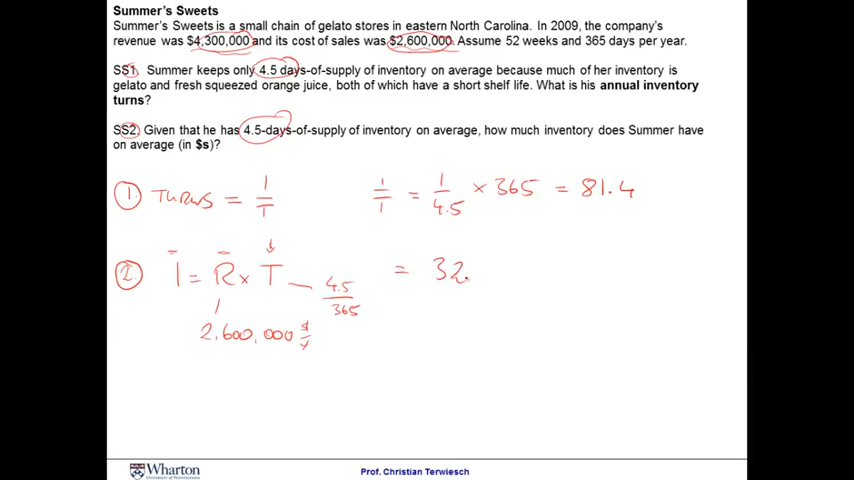 Summer's Sweets
Summer's Sweets is a small chain of gelato stores in eastern North Carolina. In 2009, the company's
revenue was $4,300,000 and its cost of sales was $2,600,000. Assume 52 weeks and 365 days per year.
SS1. Summer keeps only 4.5 days-of-supply of inventory on average because much of her inventory is
gelato and fresh squeezed orange juice, both of which have a short shelf life. What is his annual inventory
turns?
SS2. Given that he has 4.5-days-of-supply of inventory on average, how much inventory does Summer have
on average (in $s)?
1. TURNS = 1/T 1/T = 1/4.5 × 365 = 81.4
2. I = R × T 4.5/365 = 32.
2,600,000 $/Y
Wharton
University of Pennsylvania
Prof. Christian Terwiesch